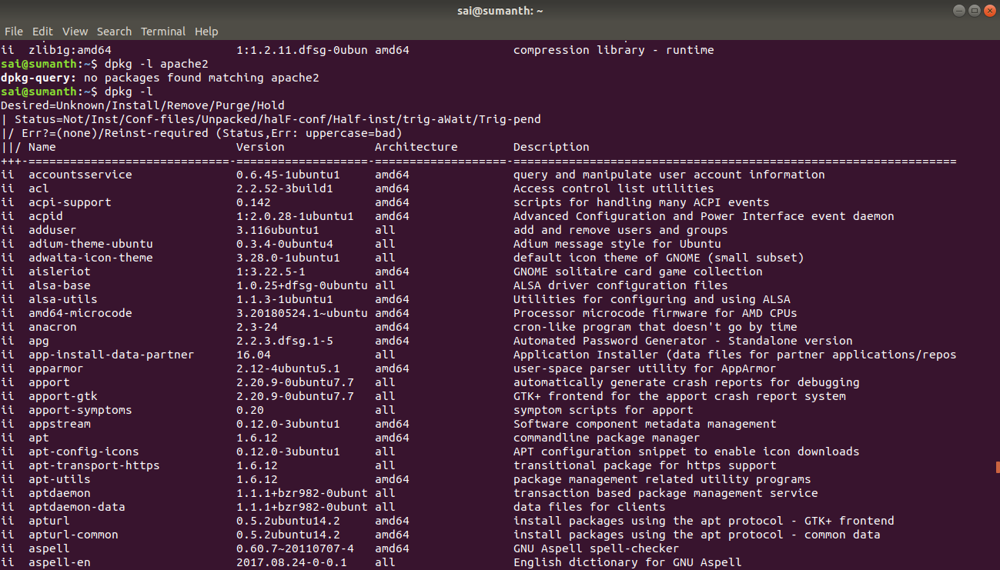 sai@sumanth: ~
File Edit View Search Terminal Help
ii  zlib1g:amd64                  1:1.2.11.dfsg-0ubun amd64               compression library - runtime
sai@sumanth:~$ dpkg -l apache2
dpkg-query: no packages found matching apache2
sai@sumanth:~$ dpkg -l
Desired=Unknown/Install/Remove/Purge/Hold
| Status=Not/Inst/Conf-files/Unpacked/halF-conf/Half-inst/trig-aWait/Trig-pend
|/ Err?=(none)/Reinst-required (Status,Err: uppercase=bad)
||/ Name                          Version             Architecture        Description
+++-=============================-===================-===================-================================================================
ii  accountsservice               0.6.45-1ubuntu1     amd64               query and manipulate user account information
ii  acl                           2.2.52-3build1      amd64               Access control list utilities
ii  acpi-support                  0.142               amd64               scripts for handling many ACPI events
ii  acpid                         1:2.0.28-1ubuntu1   amd64               Advanced Configuration and Power Interface event daemon
ii  adduser                       3.116ubuntu1        all                 add and remove users and groups
ii  adium-theme-ubuntu            0.3.4-0ubuntu4      all                 Adium message style for Ubuntu
ii  adwaita-icon-theme            3.28.0-1ubuntu1     all                 default icon theme of GNOME (small subset)
ii  aisleriot                     1:3.22.5-1          amd64               GNOME solitaire card game collection
ii  alsa-base                     1.0.25+dfsg-0ubuntu all                 ALSA driver configuration files
ii  alsa-utils                    1.1.3-1ubuntu1      amd64               Utilities for configuring and using ALSA
ii  amd64-microcode               3.20180524.1~ubuntu amd64               Processor microcode firmware for AMD CPUs
ii  anacron                       2.3-24              amd64               cron-like program that doesn't go by time
ii  apg                           2.2.3.dfsg.1-5      amd64               Automated Password Generator - Standalone version
ii  app-install-data-partner      16.04               all                 Application Installer (data files for partner applications/repos
ii  apparmor                      2.12-4ubuntu5.1     amd64               user-space parser utility for AppArmor
ii  apport                        2.20.9-0ubuntu7.7   all                 automatically generate crash reports for debugging
ii  apport-gtk                    2.20.9-0ubuntu7.7   all                 GTK+ frontend for the apport crash report system
ii  apport-symptoms               0.20                all                 symptom scripts for apport
ii  appstream                     0.12.0-3ubuntu1     amd64               Software component metadata management
ii  apt                           1.6.12              amd64               commandline package manager
ii  apt-config-icons              0.12.0-3ubuntu1     all                 APT configuration snippet to enable icon downloads
ii  apt-transport-https           1.6.12              all                 transitional package for https support
ii  apt-utils                     1.6.12              amd64               package management related utility programs
ii  aptdaemon                     1.1.1+bzr982-0ubunt all                 transaction based package management service
ii  aptdaemon-data                1.1.1+bzr982-0ubunt all                 data files for clients
ii  apturl                        0.5.2ubuntu14.2     amd64               install packages using the apt protocol - GTK+ frontend
ii  apturl-common                 0.5.2ubuntu14.2     amd64               install packages using the apt protocol - common data
ii  aspell                        0.60.7~20110707-4   amd64               GNU Aspell spell-checker
ii  aspell-en                     2017.08.24-0-0.1    all                 English dictionary for GNU Aspell